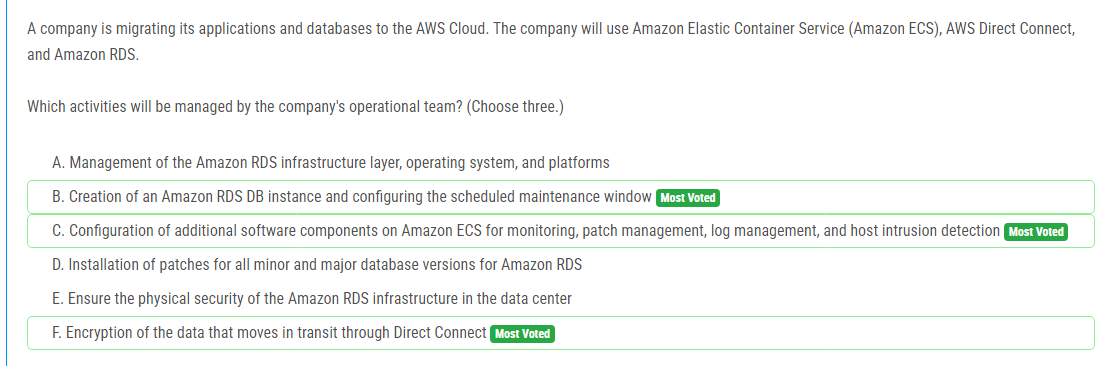 A company is migrating its applications and databases to the AWS Cloud. The company will use Amazon Elastic Container Service (Amazon ECS), AWS Direct Connect,
and Amazon RDS.
Which activities will be managed by the company's operational team? (Choose three.)
A. Management of the Amazon RDS infrastructure layer, operating system, and platforms
B. Creation of an Amazon RDS DB instance and configuring the scheduled maintenance window Most Voted
C. Configuration of additional software components on Amazon ECS for monitoring, patch management, log management, and host intrusion detection Most Voted
D. Installation of patches for all minor and major database versions for Amazon RDS
E. Ensure the physical security of the Amazon RDS infrastructure in the data center
F. Encryption of the data that moves in transit through Direct Connect Most Voted